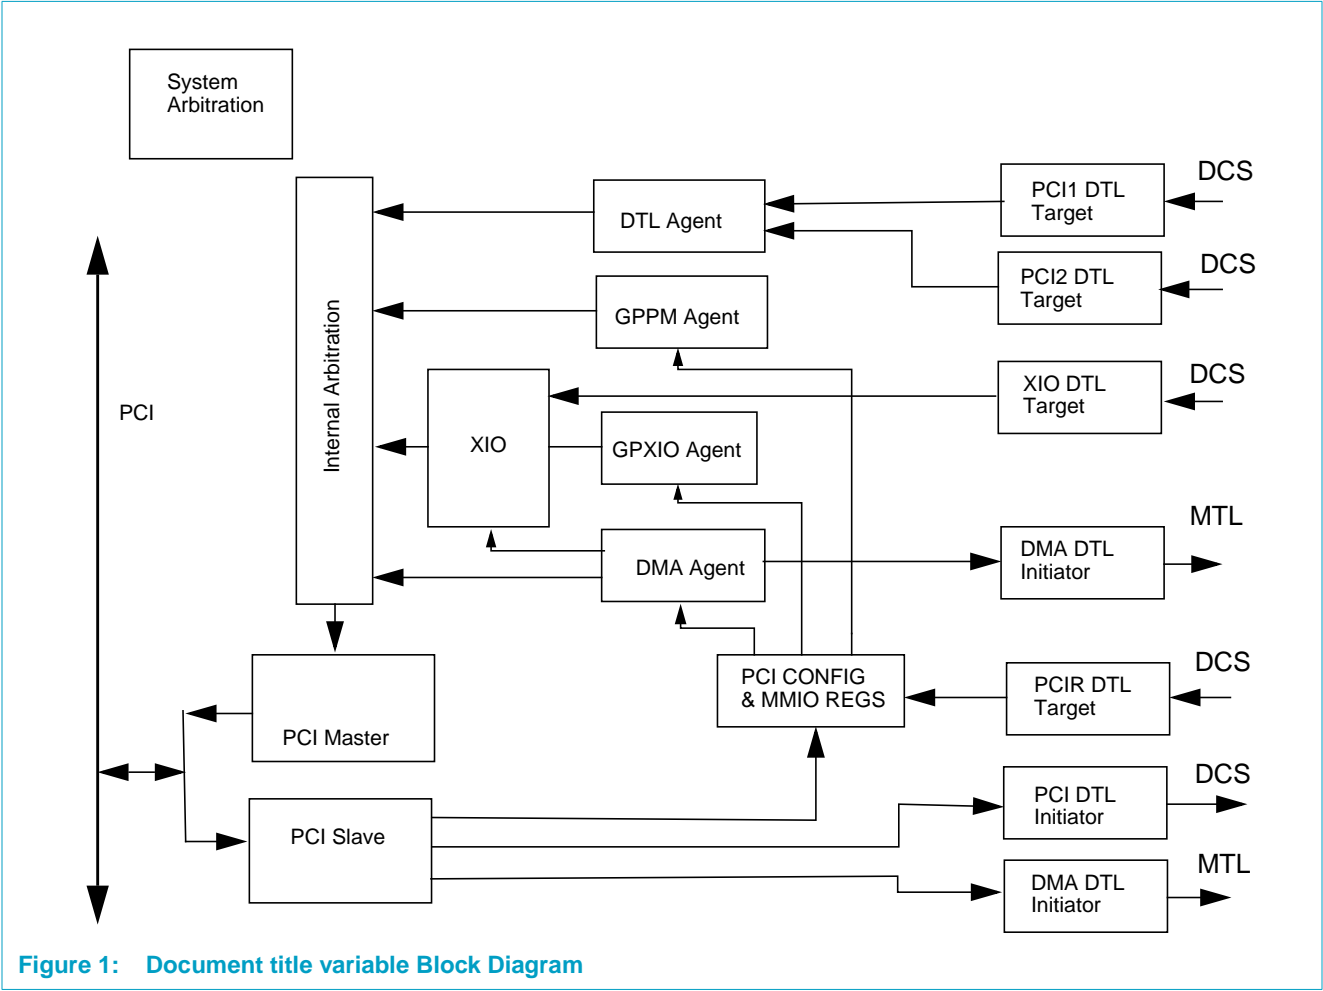 System
Arbitration
DCS
PCI1 DTL
Target
DTL Agent
DCS
PCI2 DTL
Target
GPPM Agent
Internal Arbitration
DCS
XIO DTL
Target
PCI
XIO
GPXIO Agent
MTL
DMA DTL
Initiator
DMA Agent
DCS
PCI CONFIG
& MMIO REGS
PCIR DTL
Target
PCI Master
DCS
PCI DTL
Initiator
PCI Slave
MTL
DMA DTL
Initiator
Figure 1: Document title variable Block Diagram